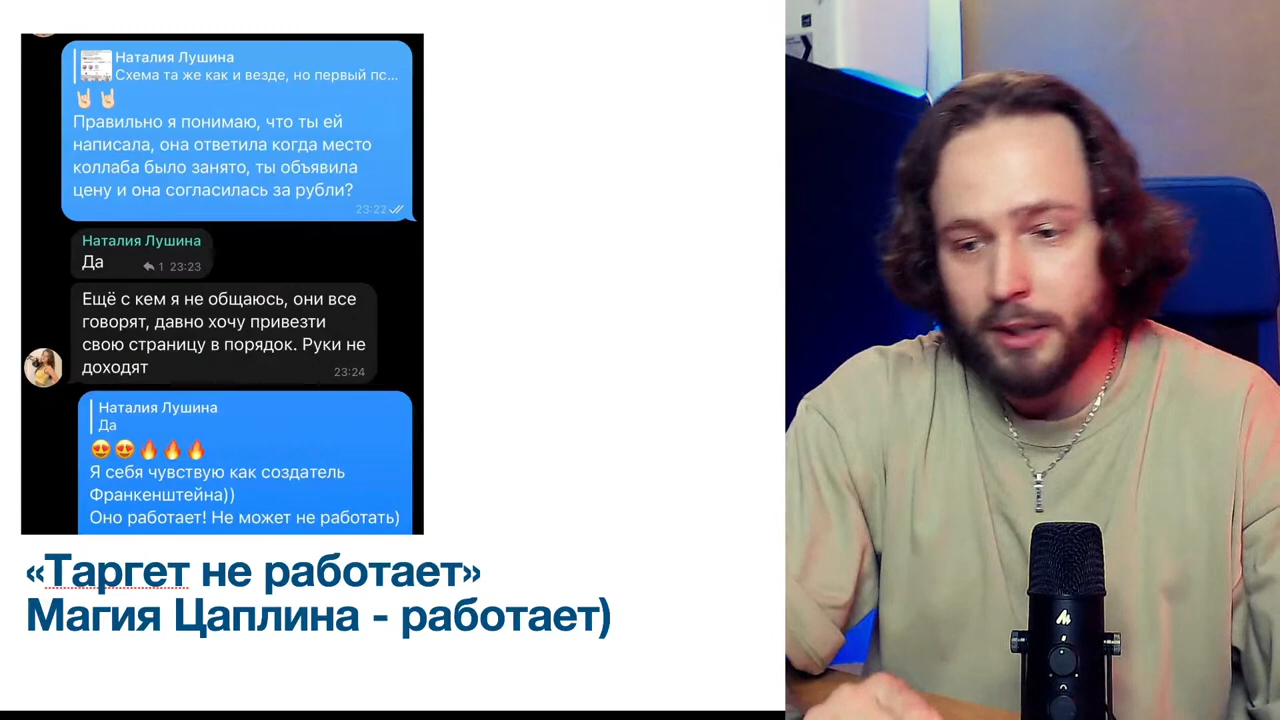 Наталия Лушина
Схема та же как и везде, но первый пс...
🤘🏻 🤘🏻
Правильно я понимаю, что ты ей
написала, она ответила когда место
коллаба было занято, ты объявила
цену и она согласилась за рубли?
23:22
Наталия Лушина
Да
1 23:23
Ещё с кем я не общаюсь, они все
говорят, давно хочу привезти
свою страницу в порядок. Руки не
доходят
23:24
Наталия Лушина
Да
😍😍🔥🔥🔥
Я себя чувствую как создатель
Франкенштейна))
Оно работает! Не может не работать)
«Таргет не работает»
Магия Цаплина - работает)